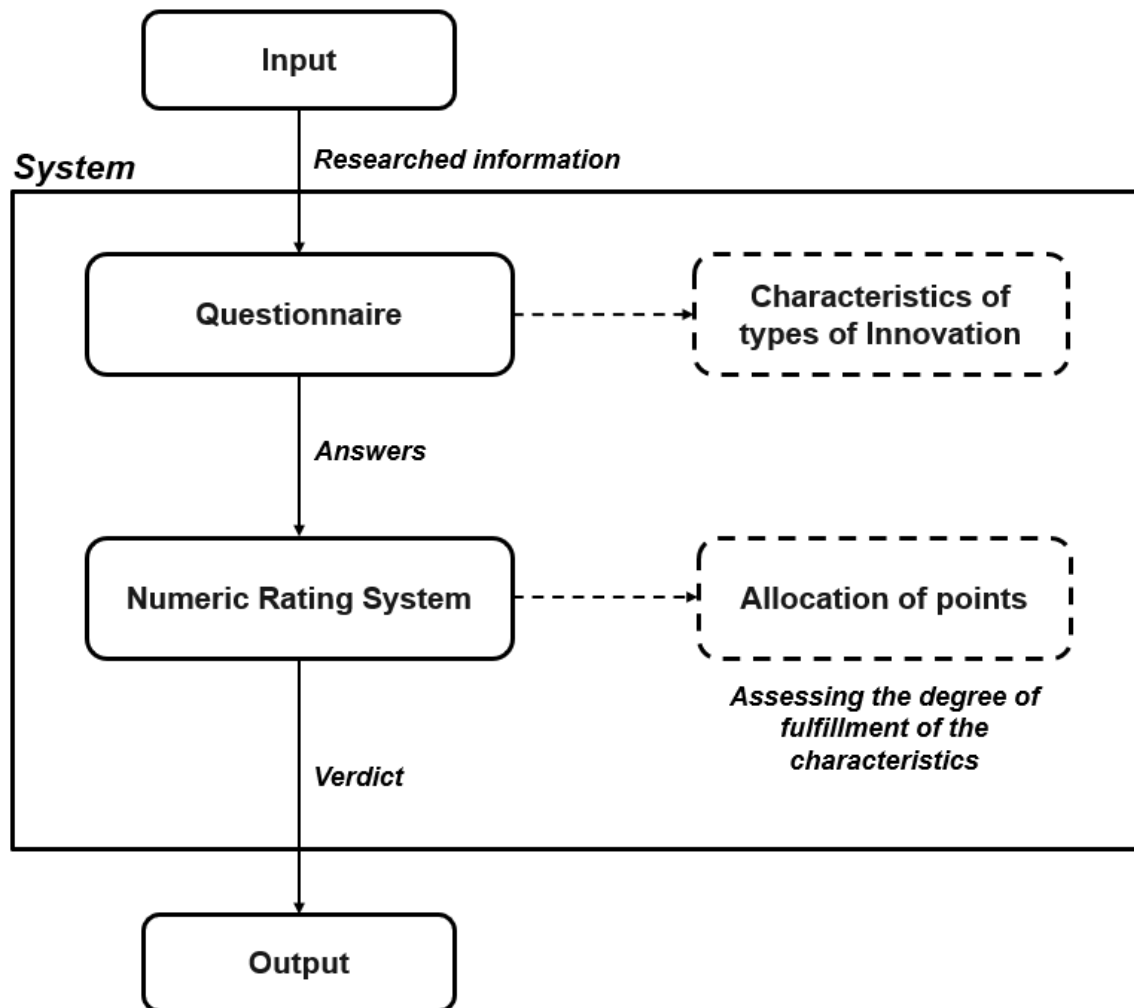 Input
Researched information
System
Questionnaire
Characteristics of
types of Innovation
Answers
Numeric Rating System
Allocation of points
Assessing the degree of
fulfillment of the
characteristics
Verdict
Output